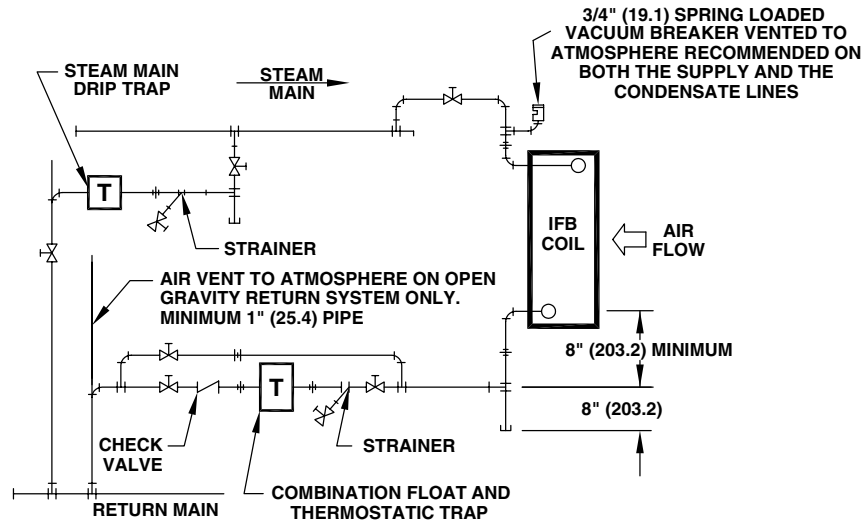 3/4" (19.1) SPRING LOADED
VACUUM BREAKER VENTED TO
ATMOSPHERE RECOMMENDED ON
BOTH THE SUPPLY AND THE
CONDENSATE LINES
STEAM MAIN
DRIP TRAP
STEAM
MAIN
T
STRAINER
IFB
COIL
AIR
FLOW
AIR VENT TO ATMOSPHERE ON OPEN
GRAVITY RETURN SYSTEM ONLY.
MINIMUM 1" (25.4) PIPE
8" (203.2) MINIMUM
T
8" (203.2)
CHECK
VALVE
STRAINER
RETURN MAIN
COMBINATION FLOAT AND
THERMOSTATIC TRAP